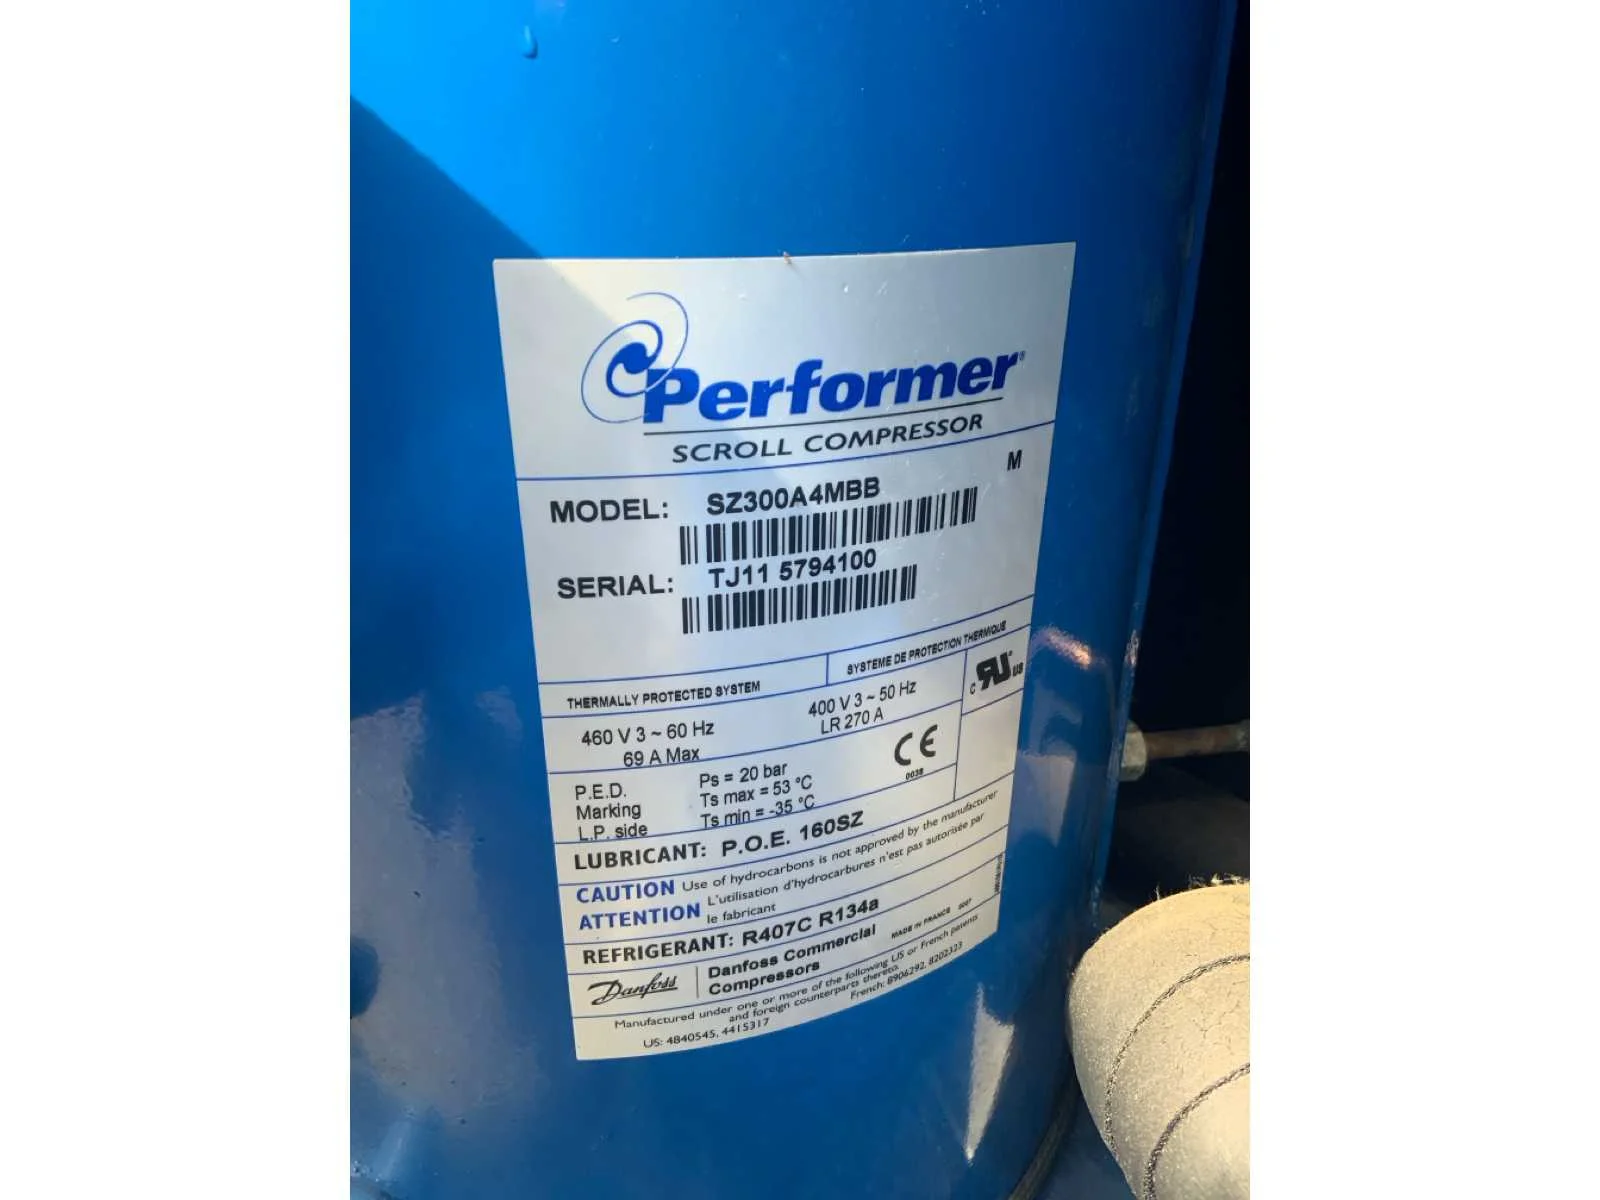 Performer®
SCROLL COMPRESSOR
M
MODEL: SZ300A4MBB
SERIAL: TJ11 5794100
THERMALLY PROTECTED SYSTEM
SYSTÈME DE PROTECTION THERMIQUE
460 V 3 ~ 60 Hz
69 A Max
400 V 3 ~ 50 Hz
LR 270 A
C RU US
P.E.D.
Marking
L.P. side
Ps = 20 bar
Ts max = 53 °C
Ts min = -35 °C
CE
0038
LUBRICANT: P.O.E. 160SZ
CAUTION Use of hydrocarbons is not approved by the manufacturer
ATTENTION L'utilisation d'hydrocarbures n'est pas autorisée par
le fabricant
REFRIGERANT: R407C R134a
Danfoss
Danfoss Commercial
Compressors
MADE IN FRANCE
Manufactured under one or more of the following US or French patents
and foreign counterparts thereto.
US: 4840545, 4415317
French: 8906292, 8202323